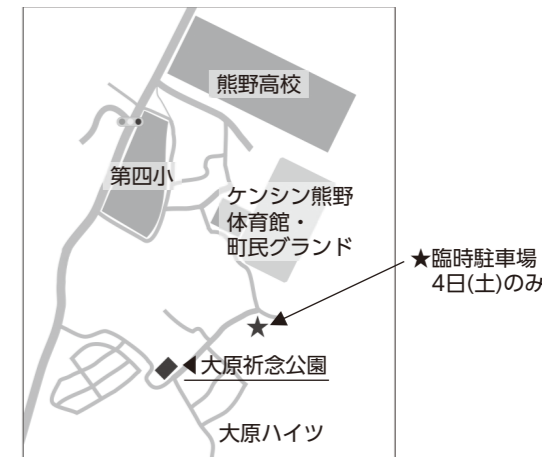 熊野高校
第四小
ケンシン熊野
体育館・
町民グランド
★臨時駐車場
4日(土)のみ
★
◀大原祈念公園
大原ハイツ